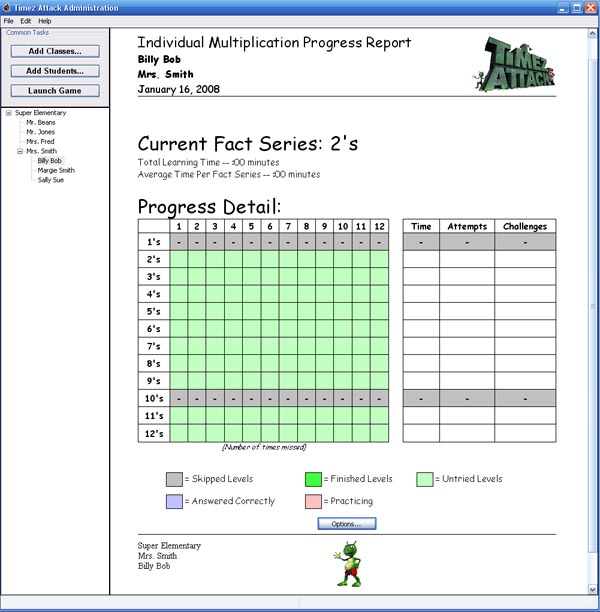 Timez Attack Administration
File Edit Help
Common Tasks
Add Classes...
Add Students...
Launch Game
Super Elementary
Mr. Beans
Mr. Jones
Mrs. Fred
Mrs. Smith
Billy Bob
Margie Smith
Sally Sue
Individual Multiplication Progress Report
Billy Bob
Mrs. Smith
January 16, 2008
TIMEZ ATTACK
Current Fact Series: 2's
Total Learning Time -- :00 minutes
Average Time Per Fact Series -- :00 minutes
Progress Detail:
1 2 3 4 5 6 7 8 9 10 11 12 Time Attempts Challenges
1's - - - - - - - - - - - - - - -
2's
3's
4's
5's
6's
7's
8's
9's
10's - - - - - - - - - - - - - - -
11's
12's
(Number of times missed)
= Skipped Levels = Finished Levels = Untried Levels
= Answered Correctly = Practicing
Options...
Super Elementary
Mrs. Smith
Billy Bob